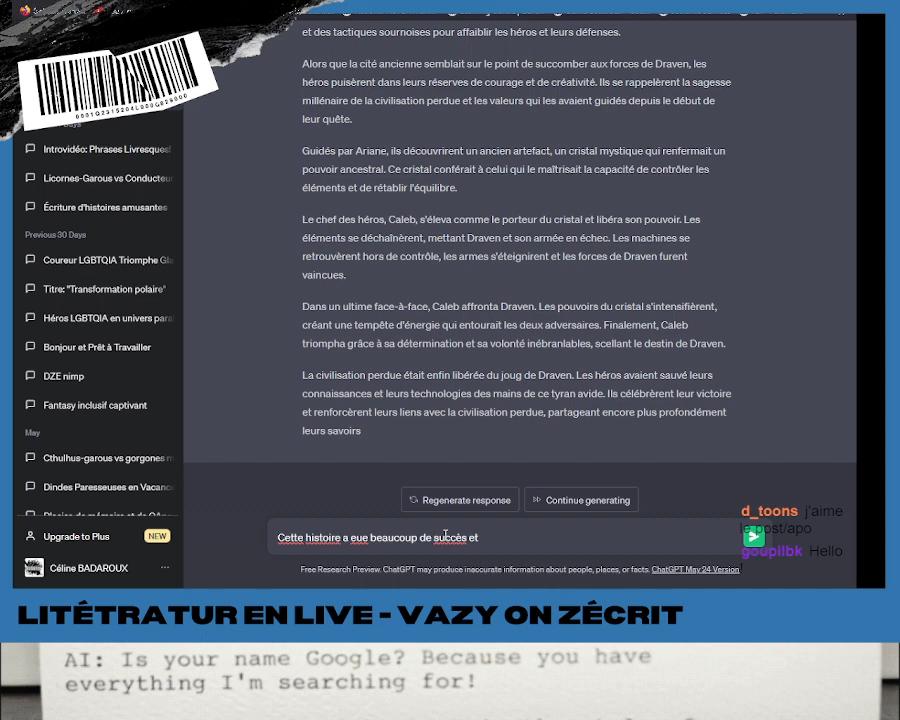 et des tactiques sournoises pour affaiblir les héros et leurs défenses.
Alors que la cité ancienne semblait sur le point de succomber aux forces de Draven, les
héros puisèrent dans leurs réserves de courage et de créativité. Ils se rappelèrent la sagesse
millénaire de la civilisation perdue et les valeurs qui les avaient guidés depuis le début de
leur quête.
Guidés par Ariane, ils découvrirent un ancien artefact, un cristal mystique qui renfermait un
pouvoir ancestral. Ce cristal conférait à celui qui le maîtrisait la capacité de contrôler les
éléments et de rétablir l'équilibre.
Le chef des héros, Caleb, s'éleva comme le porteur du cristal et libéra son pouvoir. Les
éléments se déchaînèrent, mettant Draven et son armée en échec. Les machines se
retrouvèrent hors de contrôle, les armes s'éteignirent et les forces de Draven furent
vaincues.
Dans un ultime face-à-face, Caleb affronta Draven. Les pouvoirs du cristal s'intensifièrent,
créant une tempête d'énergie qui entourait les deux adversaires. Finalement, Caleb
triompha grâce à sa détermination et sa volonté inébranlables, scellant le destin de Draven.
La civilisation perdue était enfin libérée du joug de Draven. Les héros avaient sauvé leurs
connaissances et leurs technologies des mains de ce tyran avide. Ils célébrèrent leur victoire
et renforcèrent leurs liens avec la civilisation perdue, partageant encore plus profondément
leurs savoirs
Days
Introvidéo: Phrases Livresques!
Licornes-Garous vs Conducteur
Écriture d'histoires amusantes
Previous 30 Days
Coureur LGBTQIA Triomphe Gla
Titre: "Transformation polaire"
Héros LGBTQIA en univers para
Bonjour et Prêt à Travailler
DZE nimp
Fantasy inclusif captivant
May
Cthulhus-garous vs gorgones m
Dindes Paresseuses en Vacanc
Upgrade to Plus NEW
Céline BADAROUX ...
Regenerate response Continue generating
Cette histoire a eue beaucoup de succès et
Free Research Preview. ChatGPT may produce inaccurate information about people, places, or facts. ChatGPT May 24 Version
d_toons j'aime
le post/apo
goupilbk Hello
!
LITÉTRATUR EN LIVE - VAZY ON ZÉCRIT
AI: Is your name Google? Because you have
everything I'm searching for!